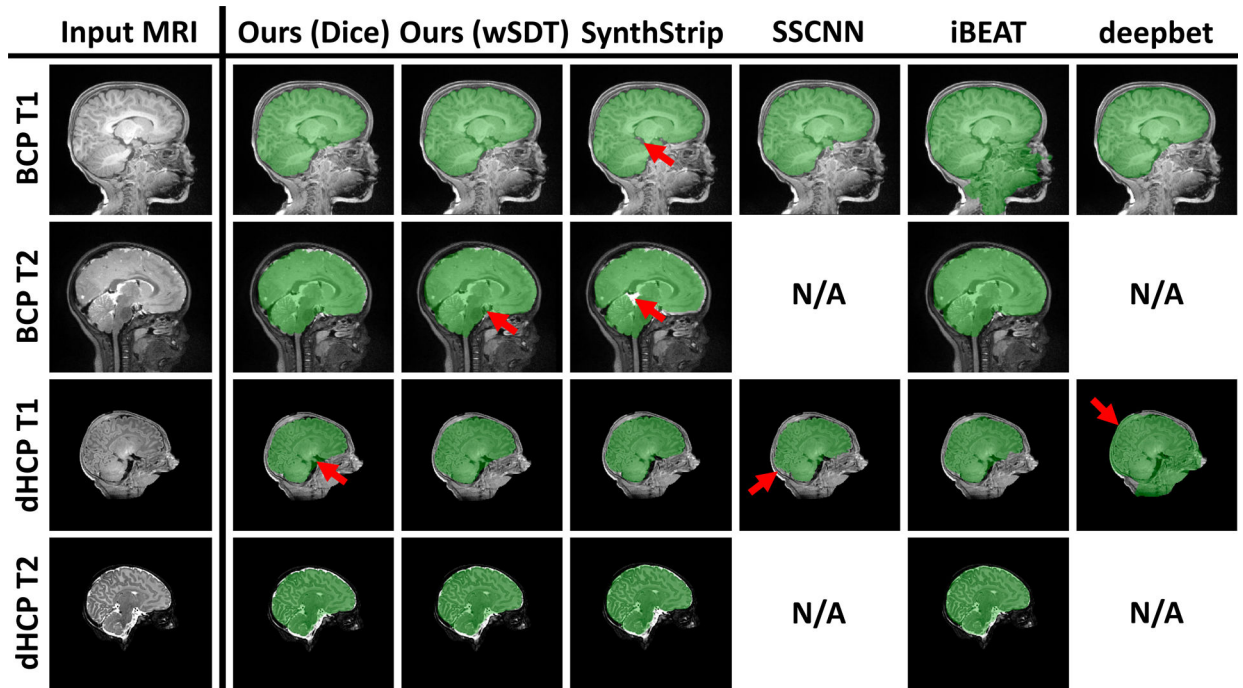 Input MRI Ours (Dice) Ours (wSDT) SynthStrip SSCNN iBEAT deepbet
BCP T1
BCP T2 N/A N/A
dHCP T1
dHCP T2 N/A N/A